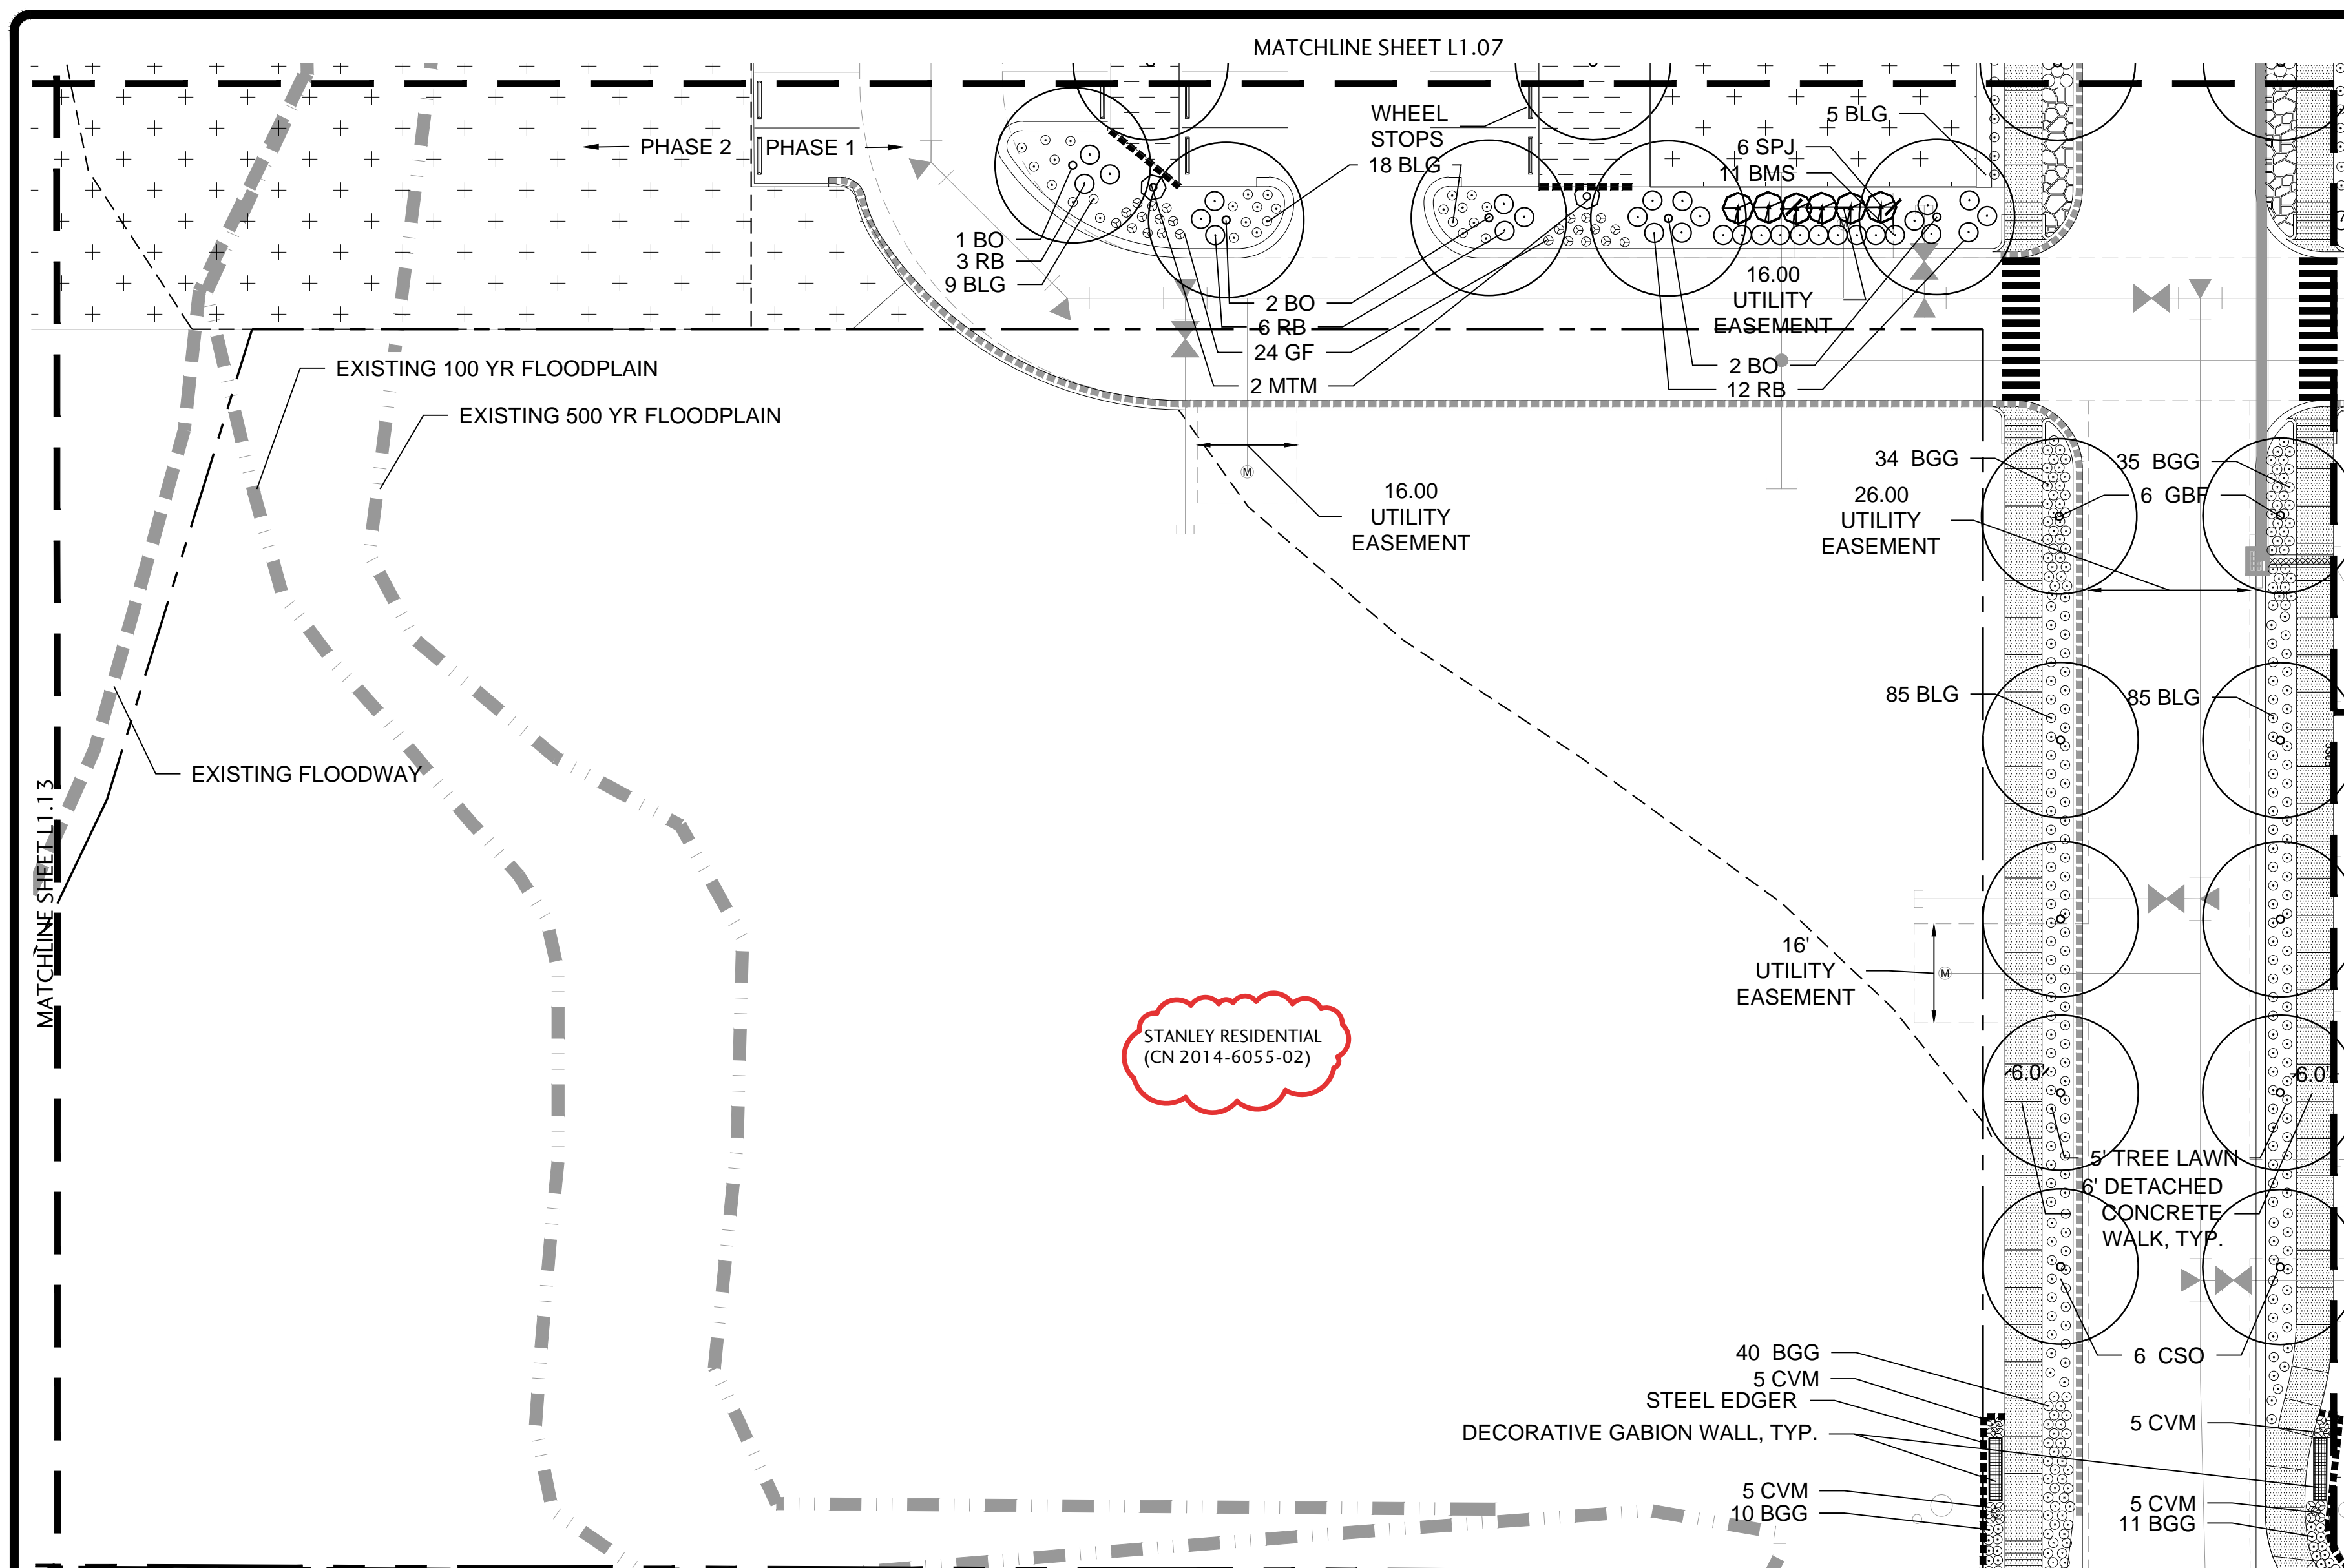 MATCHLINE SHEET L1.07
PHASE 2
PHASE 1
WHEEL
STOPS
18 BLG
5 BLG
6 SPJ
11 BMS
1 BO
3 RB
9 BLG
2 BO
6 RB
24 GF
2 MTM
16.00
UTILITY
EASEMENT
2 BO
12 RB
EXISTING 100 YR FLOODPLAIN
EXISTING 500 YR FLOODPLAIN
M
16.00
UTILITY
EASEMENT
34 BGG
35 BGG
6 GBF
26.00
UTILITY
EASEMENT
85 BLG
85 BLG
EXISTING FLOODWAY
MATCHLINE SHEET L1.13
16'
UTILITY
EASEMENT
M
STANLEY RESIDENTIAL
(CN 2014-6055-02)
6.0'
6.0'
5' TREE LAWN
6' DETACHED
CONCRETE
WALK, TYP.
6 CSO
40 BGG
5 CVM
STEEL EDGER
DECORATIVE GABION WALL, TYP.
5 CVM
10 BGG
5 CVM
5 CVM
11 BGG